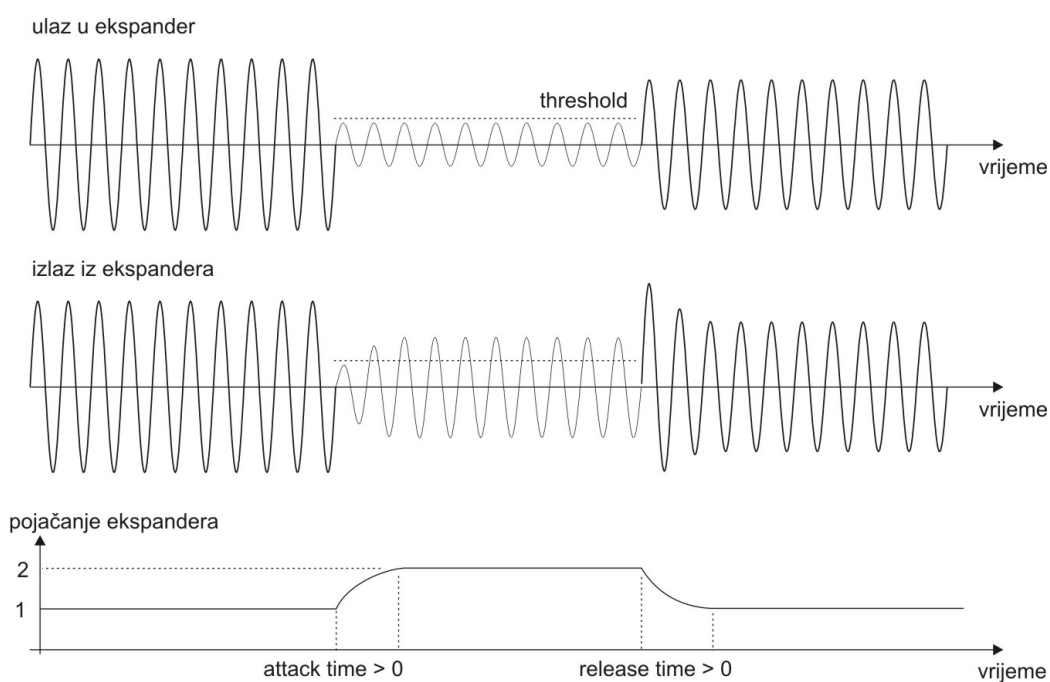 ulaz u ekspander
threshold
vrijeme
izlaz iz ekspandera
vrijeme
pojačanje ekspandera
2
1
attack time > 0
release time > 0
vrijeme